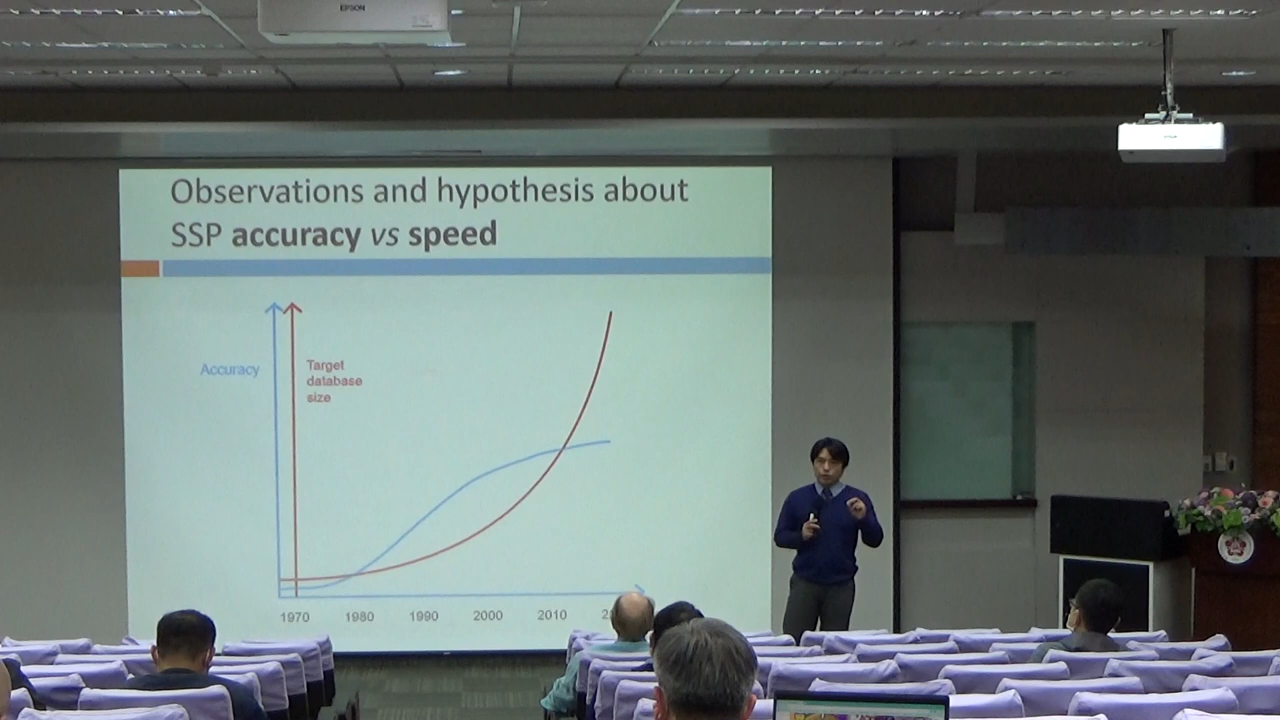 EPSON
Observations and hypothesis about
SSP accuracy vs speed
Accuracy
Target
database
size
1970 1980 1990 2000 2010